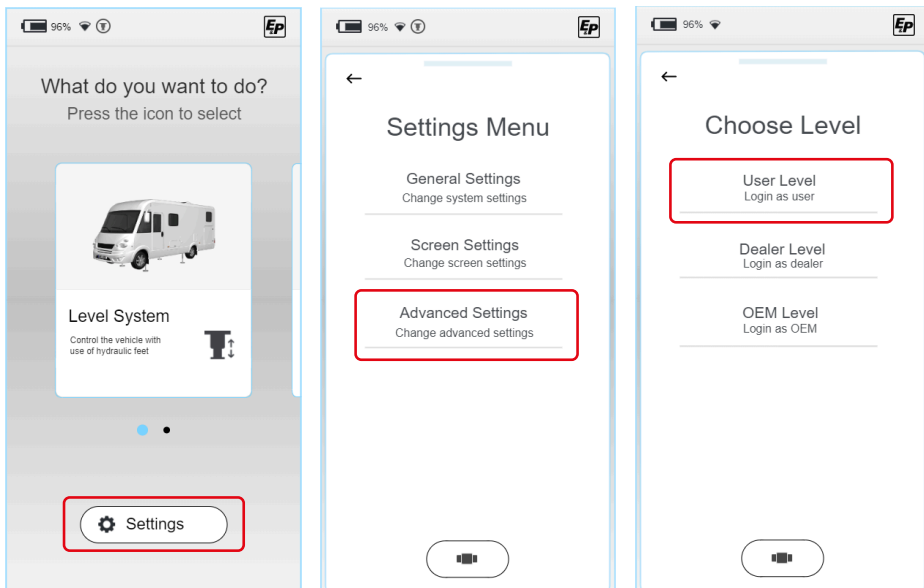 96%
EP
What do you want to do?
Press the icon to select
Level System
Control the vehicle with
use of hydraulic feet
Settings
96%
EP
Settings Menu
General Settings
Change system settings
Screen Settings
Change screen settings
Advanced Settings
Change advanced settings
96%
EP
Choose Level
User Level
Login as user
Dealer Level
Login as dealer
OEM Level
Login as OEM